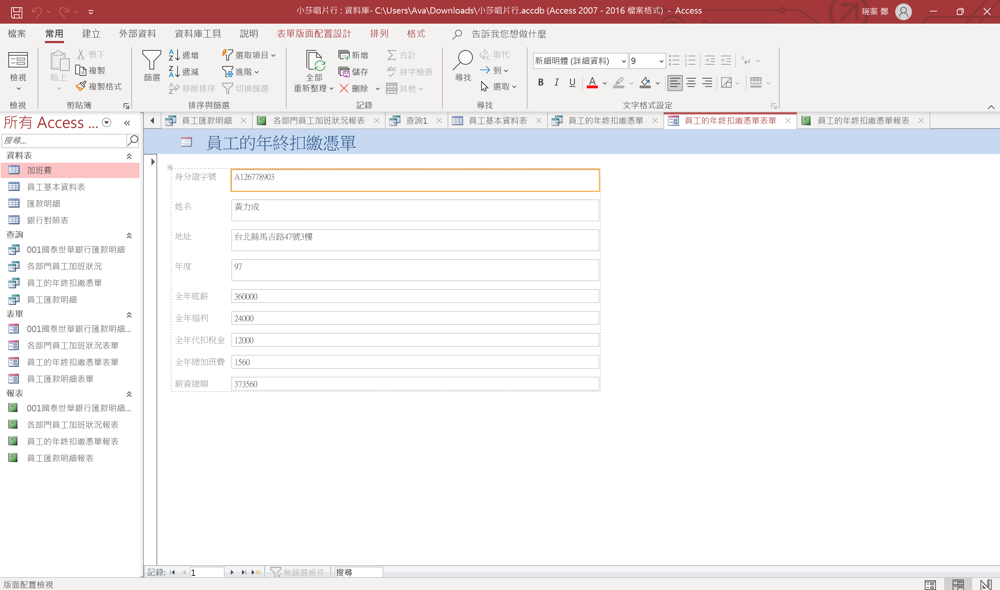 小莎唱片行 : 資料庫- C:\Users\Ava\Downloads\小莎唱片行.accdb (Access 2007 - 2016 檔案格式) - Access
琬蓁 鄭
檔案 常用 建立 外部資料 資料庫工具 說明 表單版面配置設計 排列 格式 告訴我您想做什麼
檢視
檢視
貼上
剪下
複製
複製格式
剪貼簿
篩選
遞增
遞減
移除排序
選取項目
進階
切換篩選
排序與篩選
全部
重新整理
新增
儲存
刪除
合計
拼字檢查
其他
記錄
尋找
取代
到
選取
尋找
新細明體 (詳細資料) 9
B I U A
文字格式設定
所有 Access ...
搜尋...
資料表
加班費
員工基本資料表
匯款明細
銀行對照表
查詢
001國泰世華銀行匯款明細
各部門員工加班狀況
員工的年終扣繳憑單
員工匯款明細
表單
001國泰世華銀行匯款明細...
各部門員工加班狀況表單
員工的年終扣繳憑單表單
員工匯款明細表單
報表
001國泰世華銀行匯款明細...
各部門員工加班狀況報表
員工的年終扣繳憑單報表
員工匯款明細報表
員工匯款明細 各部門員工加班狀況報表 查詢1 員工基本資料表 員工的年終扣繳憑單 員工的年終扣繳憑單表單 員工的年終扣繳憑單報表
員工的年終扣繳憑單
身分證字號 A126778903
姓名 黃力成
地址 台北縣馬吉路47號3樓
年度 97
全年底薪 360000
全年福利 24000
全年代扣稅金 12000
全年總加班費 1560
薪資總額 373560
記錄: 1 無篩選條件 搜尋
版面配置檢視